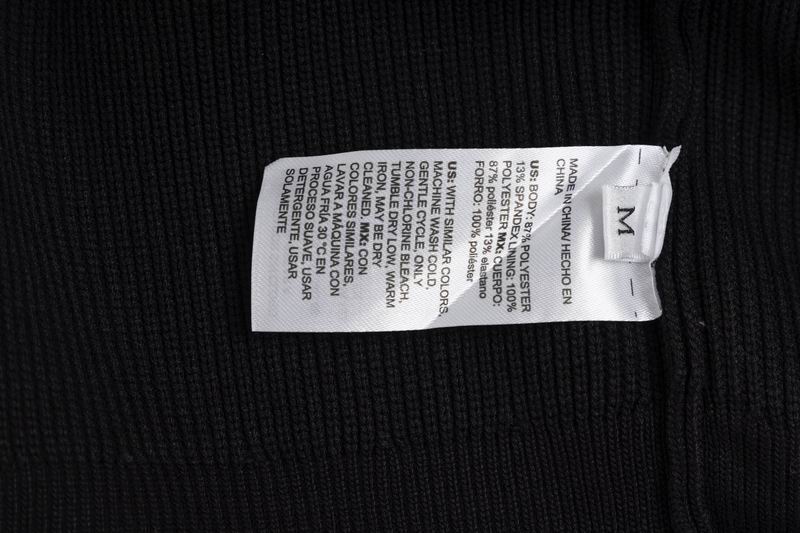 M
MADE IN CHINA/ HECHO EN
CHINA
US: BODY: 87% POLYESTER
13% SPANDEX LINING: 100%
POLYESTER MX: CUERPO:
87% poliéster 13% elastano
FORRO: 100% poliéster
US: WITH SIMILAR COLORS,
MACHINE WASH COLD,
GENTLE CYCLE, ONLY
NON-CHLORINE BLEACH,
TUMBLE DRY LOW, WARM
IRON, MAY BE DRY
CLEANED. MX: CON
COLORES SIMILARES,
LAVAR A MÁQUINA CON
AGUA FRÍA 30 °C EN
PROCESO SUAVE, USAR
DETERGENTE, USAR
SOLAMENTE